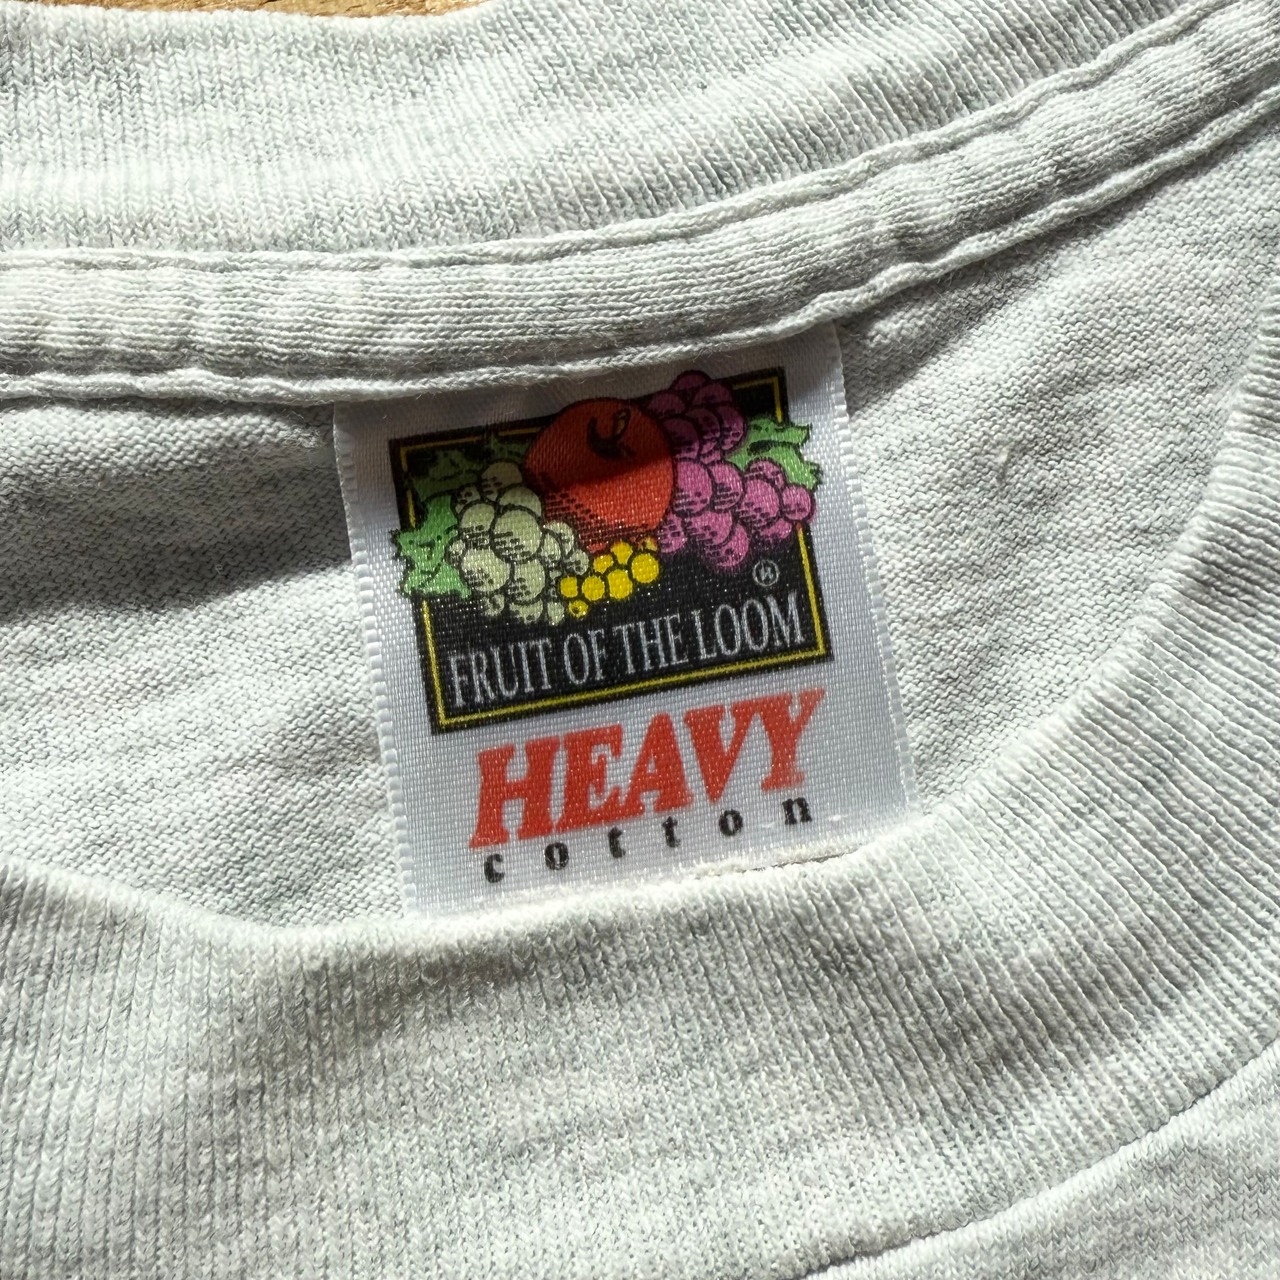 ®
FRUIT OF THE LOOM
HEAVY
cotton